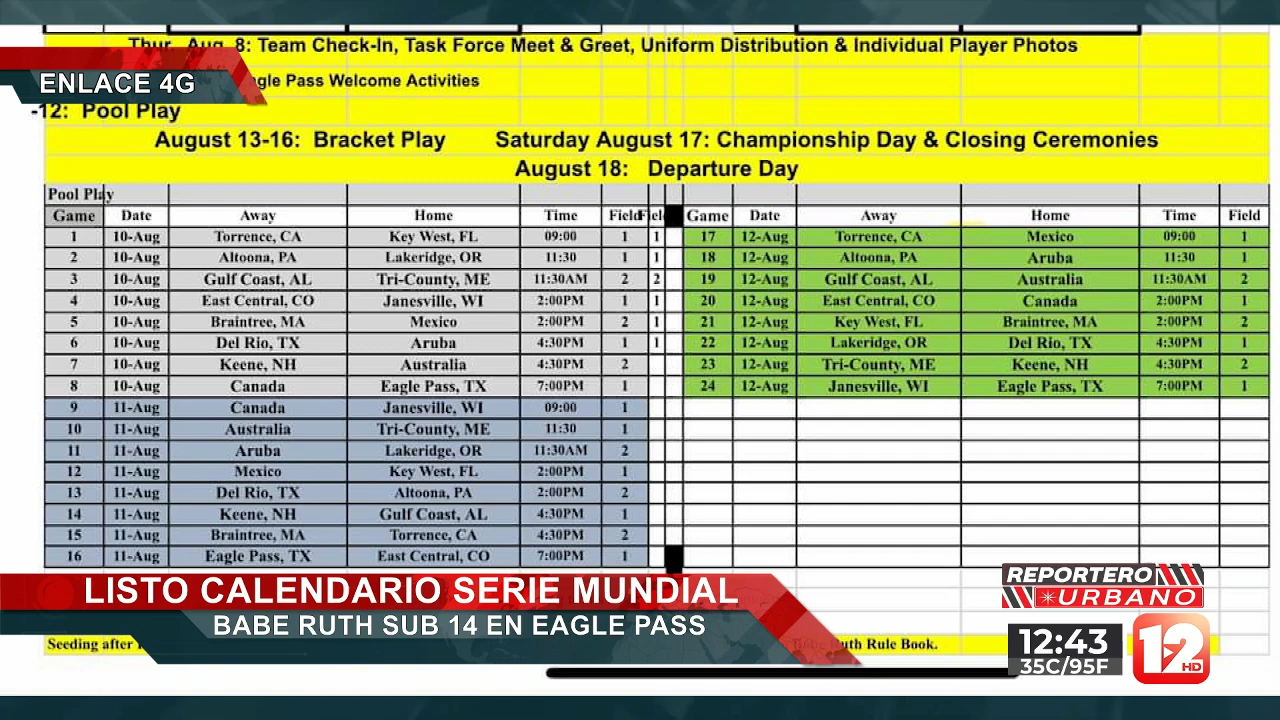 Thur. Aug. 8: Team Check-In, Task Force Meet & Greet, Uniform Distribution & Individual Player Photos
ENLACE 4G
Pass Welcome Activities
-12: Pool Play
August 13-16: Bracket Play Saturday August 17: Championship Day & Closing Ceremonies
August 18: Departure Day
Pool Play
Game Date Away Home Time Field Field Game Date Away Home Time Field
1 10-Aug Torrence, CA Key West, FL 09:00 1 1 17 12-Aug Torrence, CA Mexico 09:00 1
2 10-Aug Altoona, PA Lakeridge, OR 11:30 1 1 18 12-Aug Altoona, PA Aruba 11:30 1
3 10-Aug Gulf Coast, AL Tri-County, ME 11:30AM 2 2 19 12-Aug Gulf Coast, AL Australia 11:30AM 2
4 10-Aug East Central, CO Janesville, WI 2:00PM 1 1 20 12-Aug East Central, CO Canada 2:00PM 1
5 10-Aug Braintree, MA Mexico 2:00PM 2 1 21 12-Aug Key West, FL Braintree, MA 2:00PM 2
6 10-Aug Del Rio, TX Aruba 4:30PM 1 1 22 12-Aug Lakeridge, OR Del Rio, TX 4:30PM 1
7 10-Aug Keene, NH Australia 4:30PM 2 23 12-Aug Tri-County, ME Keene, NH 4:30PM 2
8 10-Aug Canada Eagle Pass, TX 7:00PM 1 24 12-Aug Janesville, WI Eagle Pass, TX 7:00PM 1
9 11-Aug Canada Janesville, WI 09:00 1
10 11-Aug Australia Tri-County, ME 11:30 1
11 11-Aug Aruba Lakeridge, OR 11:30AM 2
12 11-Aug Mexico Key West, FL 2:00PM 1
13 11-Aug Del Rio, TX Altoona, PA 2:00PM 2
14 11-Aug Keene, NH Gulf Coast, AL 4:30PM 1
15 11-Aug Braintree, MA Torrence, CA 4:30PM 2
16 11-Aug Eagle Pass, TX East Central, CO 7:00PM 1
LISTO CALENDARIO SERIE MUNDIAL
BABE RUTH SUB 14 EN EAGLE PASS
REPORTERO
URBANO
Seeding after
Ruth Rule Book.
12:43
35C/95F
12
HD